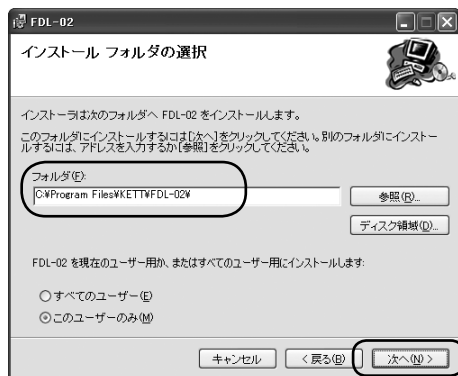 FDL-02
インストール フォルダの選択
インストーラは次のフォルダへ FDL-02 をインストールします。
このフォルダにインストールするには[次へ]をクリックしてください。別のフォルダにインストー
ルするには、アドレスを入力するか[参照]をクリックしてください。
フォルダ(F):
C:¥Program Files¥KETT¥FDL-02¥
参照(R)...
ディスク領域(D)...
FDL-02 を現在のユーザー用か、またはすべてのユーザー用にインストールします:
すべてのユーザー(E)
このユーザーのみ(M)
キャンセル
< 戻る(B)
次へ(N) >